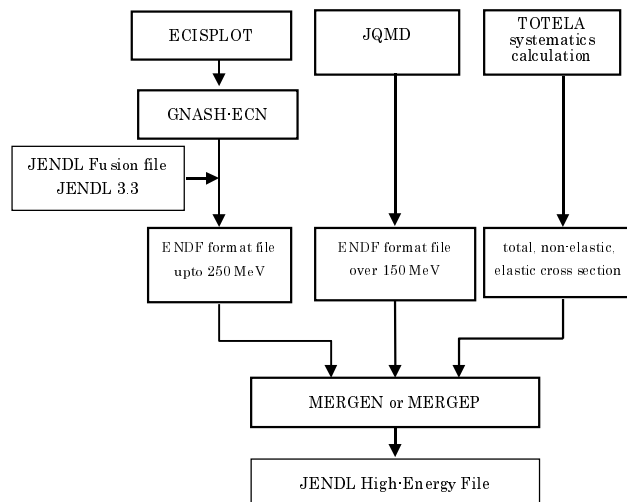 ECISPLOT
JQMD
TOTELA
systematics
calculation
GNASH·ECN
JENDL Fusion file
JENDL 3.3
ENDF format file
upto 250 MeV
ENDF format file
over 150 MeV
total, non-elastic,
elastic cross section
MERGEN or MERGEP
JENDL High-Energy File